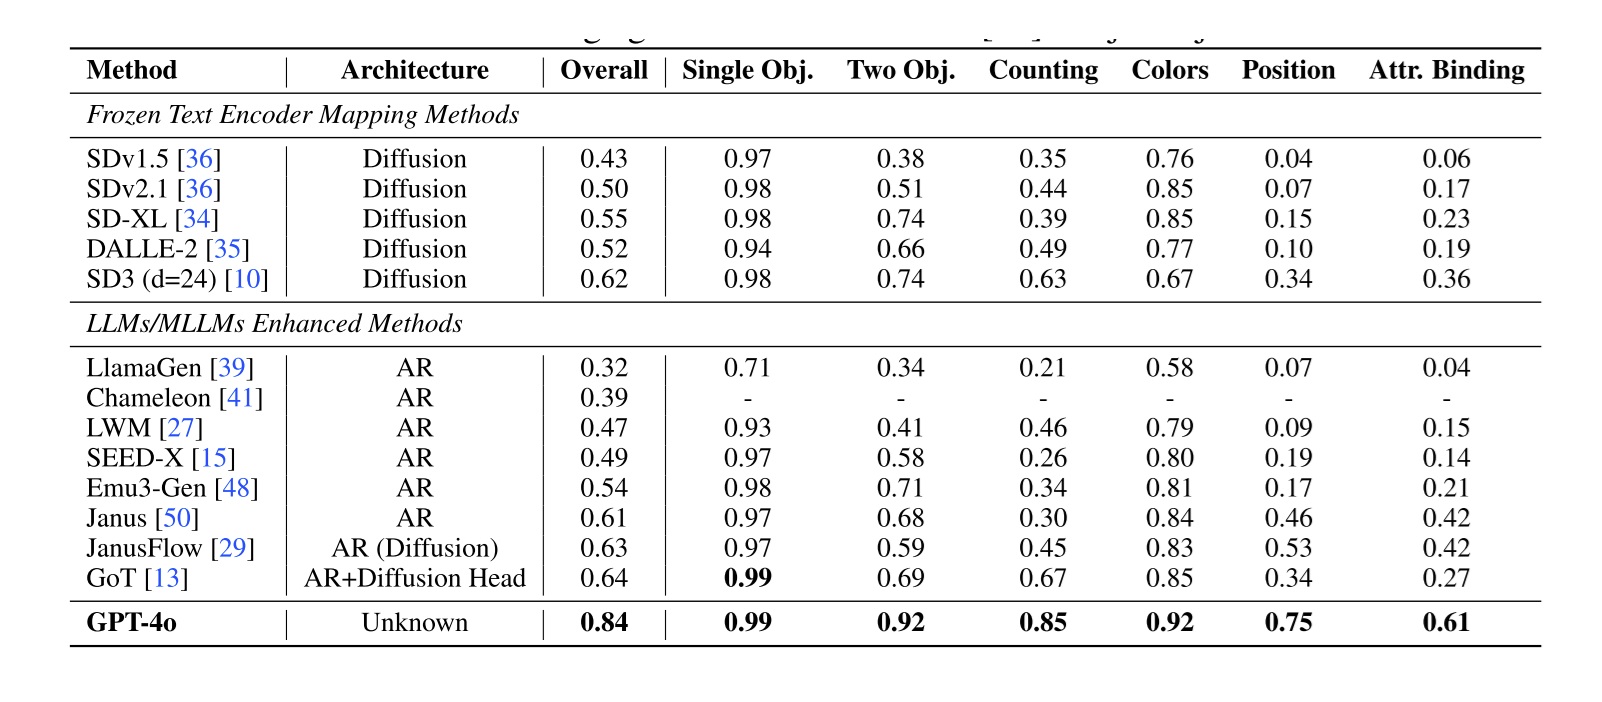 Method Architecture Overall Single Obj. Two Obj. Counting Colors Position Attr. Binding
Frozen Text Encoder Mapping Methods
SDv1.5 [36] Diffusion 0.43 0.97 0.38 0.35 0.76 0.04 0.06
SDv2.1 [36] Diffusion 0.50 0.98 0.51 0.44 0.85 0.07 0.17
SD-XL [34] Diffusion 0.55 0.98 0.74 0.39 0.85 0.15 0.23
DALLE-2 [35] Diffusion 0.52 0.94 0.66 0.49 0.77 0.10 0.19
SD3 (d=24) [10] Diffusion 0.62 0.98 0.74 0.63 0.67 0.34 0.36
LLMs/MLLMs Enhanced Methods
LlamaGen [39] AR 0.32 0.71 0.34 0.21 0.58 0.07 0.04
Chameleon [41] AR 0.39 - - - - - -
LWM [27] AR 0.47 0.93 0.41 0.46 0.79 0.09 0.15
SEED-X [15] AR 0.49 0.97 0.58 0.26 0.80 0.19 0.14
Emu3-Gen [48] AR 0.54 0.98 0.71 0.34 0.81 0.17 0.21
Janus [50] AR 0.61 0.97 0.68 0.30 0.84 0.46 0.42
JanusFlow [29] AR (Diffusion) 0.63 0.97 0.59 0.45 0.83 0.53 0.42
GoT [13] AR+Diffusion Head 0.64 0.99 0.69 0.67 0.85 0.34 0.27
GPT-4o Unknown 0.84 0.99 0.92 0.85 0.92 0.75 0.61